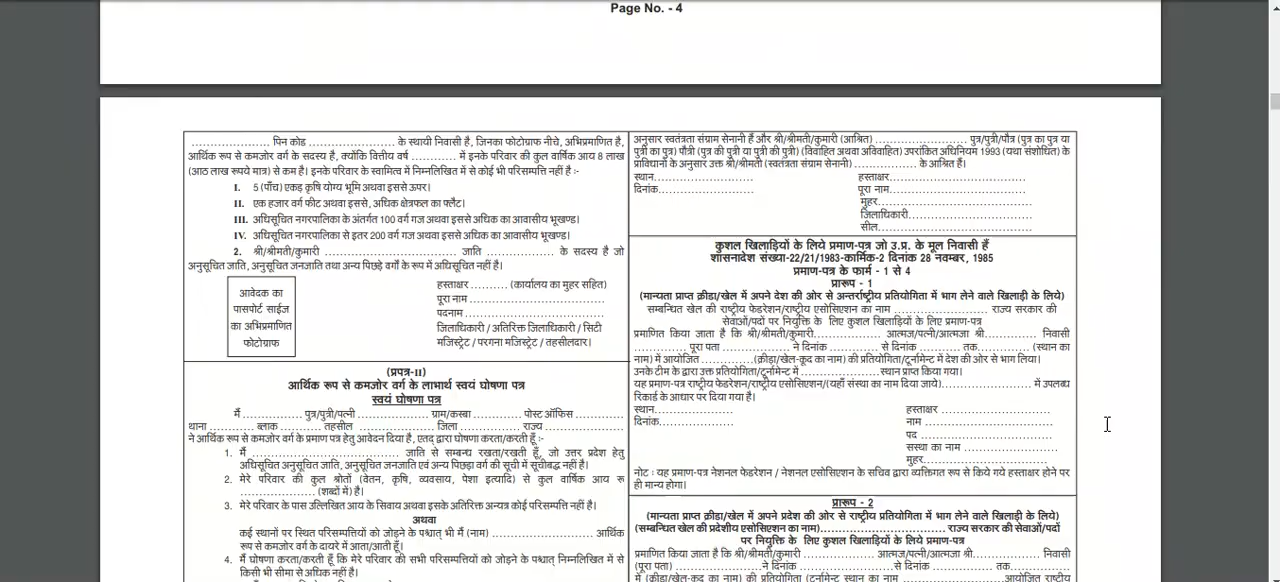 Page No. - 4
..................... पिन कोड ...................... के स्थायी निवासी है, जिनका फोटोग्राफ नीचे, अभिप्रमाणित है,
आर्थिक रूप से कमजोर वर्ग के सदस्य है, क्योंकि वित्तीय वर्ष ............ में इनके परिवार की कुल वार्षिक आय 8 लाख
(आठ लाख रूपये मात्र) से कम है। इनके परिवार के स्वामित्व में निम्नलिखित में से कोई भी परिसम्पत्ति नहीं है :-
I. 5 (पाँच) एकड़ कृषि योग्य भूमि अथवा इससे ऊपर।
II. एक हजार वर्ग फीट अथवा इससे, अधिक क्षेत्रफल का फ्लैट।
III. अधिसूचित नगरपालिका के अंतर्गत 100 वर्ग गज अथवा इससे अधिक का आवासीय भूखण्ड।
IV. अधिसूचित नगरपालिका से इतर 200 वर्ग गज अथवा इससे अधिक का आवासीय भूखण्ड।
2. श्री/श्रीमती/कुमारी ........................................ जाति ................... के सदस्य है जो
अनुसूचित जाति, अनुसूचित जनजाति तथा अन्य पिछड़े वर्गों के रूप में अधिसूचित नहीं है।
आवेदक का
पासपोर्ट साईज
का अभिप्रमाणित
फोटोग्राफ
हस्ताक्षर .......... (कार्यालय का मुहर सहित)
पूरा नाम .....................................
पदनाम ......................................
जिलाधिकारी / अतिरिक्त जिलाधिकारी / सिटी
मजिस्ट्रेट / परगना मजिस्ट्रेट / तहसीलदार।
(प्रपत्र-II)
आर्थिक रूप से कमजोर वर्ग के लाभार्थ स्वयं घोषणा पत्र
स्वयं घोषणा पत्र
मैं ................ पुत्र/पुत्री/पत्नी ................ ग्राम/कस्बा ............. पोस्ट ऑफिस .............
थाना .............. ब्लाक ............. तहसील .................... जिला ............. राज्य .....................
ने आर्थिक रूप से कमजोर वर्ग के प्रमाण पत्र हेतु आवेदन दिया है, एतद् द्वारा घोषणा करता/करती हूँ :-
1. मैं .......................................... जाति से सम्बन्ध रखता/रखती हूँ, जो उत्तर प्रदेश हेतु
अधिसूचित अनुसूचित जाति, अनुसूचित जनजाति एवं अन्य पिछड़ा वर्ग की सूची में सूचीबद्ध नहीं है।
2. मेरे परिवार की कुल श्रोतों (वेतन, कृषि, व्यवसाय, पेशा इत्यादि) से कुल वार्षिक आय रू
..................... (शब्दों में) है।
3. मेरे परिवार के पास उल्लिखित आय के सिवाय अथवा इसके अतिरिक्त अन्यत्र कोई परिसम्पत्ति नहीं है।
अथवा
कई स्थानों पर स्थित परिसम्पत्तियों को जोड़ने के पश्चात् भी मैं (नाम) ........................... आर्थिक
रूप से कमजोर वर्ग के दायरे में आता/आती हूँ।
4. मैं घोषणा करता/करती हूँ कि मेरे परिवार की सभी परिसम्पत्तियों को जोड़ने के पश्चात् निम्नलिखित में से
किसी भी सीमा से अधिक नहीं है।
अनुसार स्वतंत्रता संग्राम सेनानी हैं और श्री/श्रीमती/कुमारी (आश्रित) .......................... पुत्र/पुत्री/पौत्र (पुत्र का पुत्र या
पुत्री का पुत्र) पौत्री (पुत्र की पुत्री या पुत्री की पुत्री) (विवाहित अथवा अविवाहित) उपरांकित अधिनियम 1993 (यथा संशोधित) के
प्राविधानों के अनुसार उक्त श्री/श्रीमती (स्वतंत्रता संग्राम सेनानी) ..................... के आश्रित हैं।
स्थान.......................... हस्ताक्षर.......................................
दिनांक.......................... पूरा नाम.......................................
मुहर..........................................
जिलाधिकारी...................................
सील..........................................
कुशल खिलाड़ियों के लिये प्रमाण-पत्र जो उ.प्र. के मूल निवासी हैं
शासनादेश संख्या-22/21/1983-कार्मिक-2 दिनांक 28 नवम्बर, 1985
प्रमाण-पत्र के फार्म - 1 से 4
प्रारूप - 1
(मान्यता प्राप्त क्रीडा/खेल में अपने देश की ओर से अन्तर्राष्ट्रीय प्रतियोगिता में भाग लेने वाले खिलाड़ी के लिये)
सम्बन्धित खेल की राष्ट्रीय फेडरेशन/राष्ट्रीय एसोसिएशन का नाम .......................... राज्य सरकार की
सेवाओं/पदों पर नियुक्ति के लिए कुशल खिलाडियों के लिए प्रमाण-पत्र
प्रमाणित किया जाता है कि श्री/श्रीमती/कुमारी............... आत्मज/पत्नी/आत्मजा श्री.................. निवासी
.............. पूरा पता ................... ने दिनांक ............... से दिनांक ............... तक.............. (स्थान का
नाम) में आयोजित ...............(क्रीड़ा/खेल-कूद का नाम) की प्रतियोगिता/टूर्नामेन्ट में देश की ओर से भाग लिया।
उनके टीम के द्वारा उक्त प्रतियोगिता/टूर्नामेन्ट में .....................स्थान प्राप्त किया गया।
यह प्रमाण-पत्र राष्ट्रीय फेडरेशन/राष्ट्रीय एसोसिएशन/(यहाँ संस्था का नाम दिया जाये)......................... में उपलब्ध
रिकार्ड के आधार पर दिया गया है।
स्थान.......................... हस्ताक्षर ..............................
दिनांक.......................... नाम ....................................
पद .....................................
संस्था का नाम ..........................
मुहर....................................
नोट : यह प्रमाण-पत्र नेशनल फेडरेशन / नेशनल एसोसिएशन के सचिव द्वारा व्यक्तिगत रूप से किये गये हस्ताक्षर होने पर
ही मान्य होगा।
प्रारूप - 2
(मान्यता प्राप्त क्रीडा/खेल में अपने प्रदेश की ओर से राष्ट्रीय प्रतियोगिता में भाग लेने वाले खिलाड़ी के लिये)
(सम्बन्धित खेल की प्रदेशीय एसोसिएशन का नाम)................................... राज्य सरकार की सेवाओं/पदों
पर नियुक्ति के लिए कुशल खिलाडियों के लिए प्रमाण-पत्र
प्रमाणित किया जाता है कि श्री/श्रीमती/कुमारी .................... आत्मज/पत्नी/आत्मजा श्री................ निवासी
(पूरा पता) ........................ने दिनांक .................... से दिनांक .................... तक....................
में (क्रीडा/खेल-कूद का नाम) की प्रतियोगिता (टूर्नामेन्ट स्थान का नाम) .....................आयोजित राष्ट्रीय